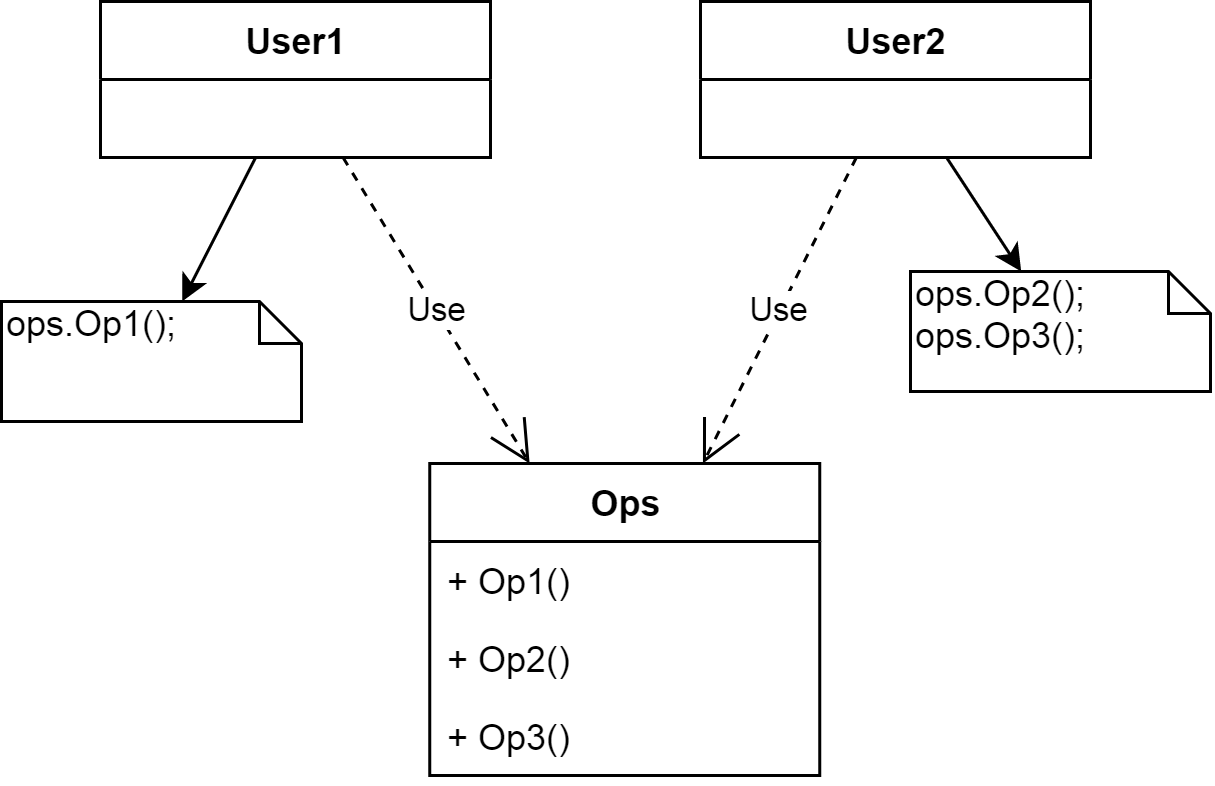 User1
User2
ops.Op1();
Use
Use
ops.Op2();
ops.Op3();
Ops
+ Op1()
+ Op2()
+ Op3()